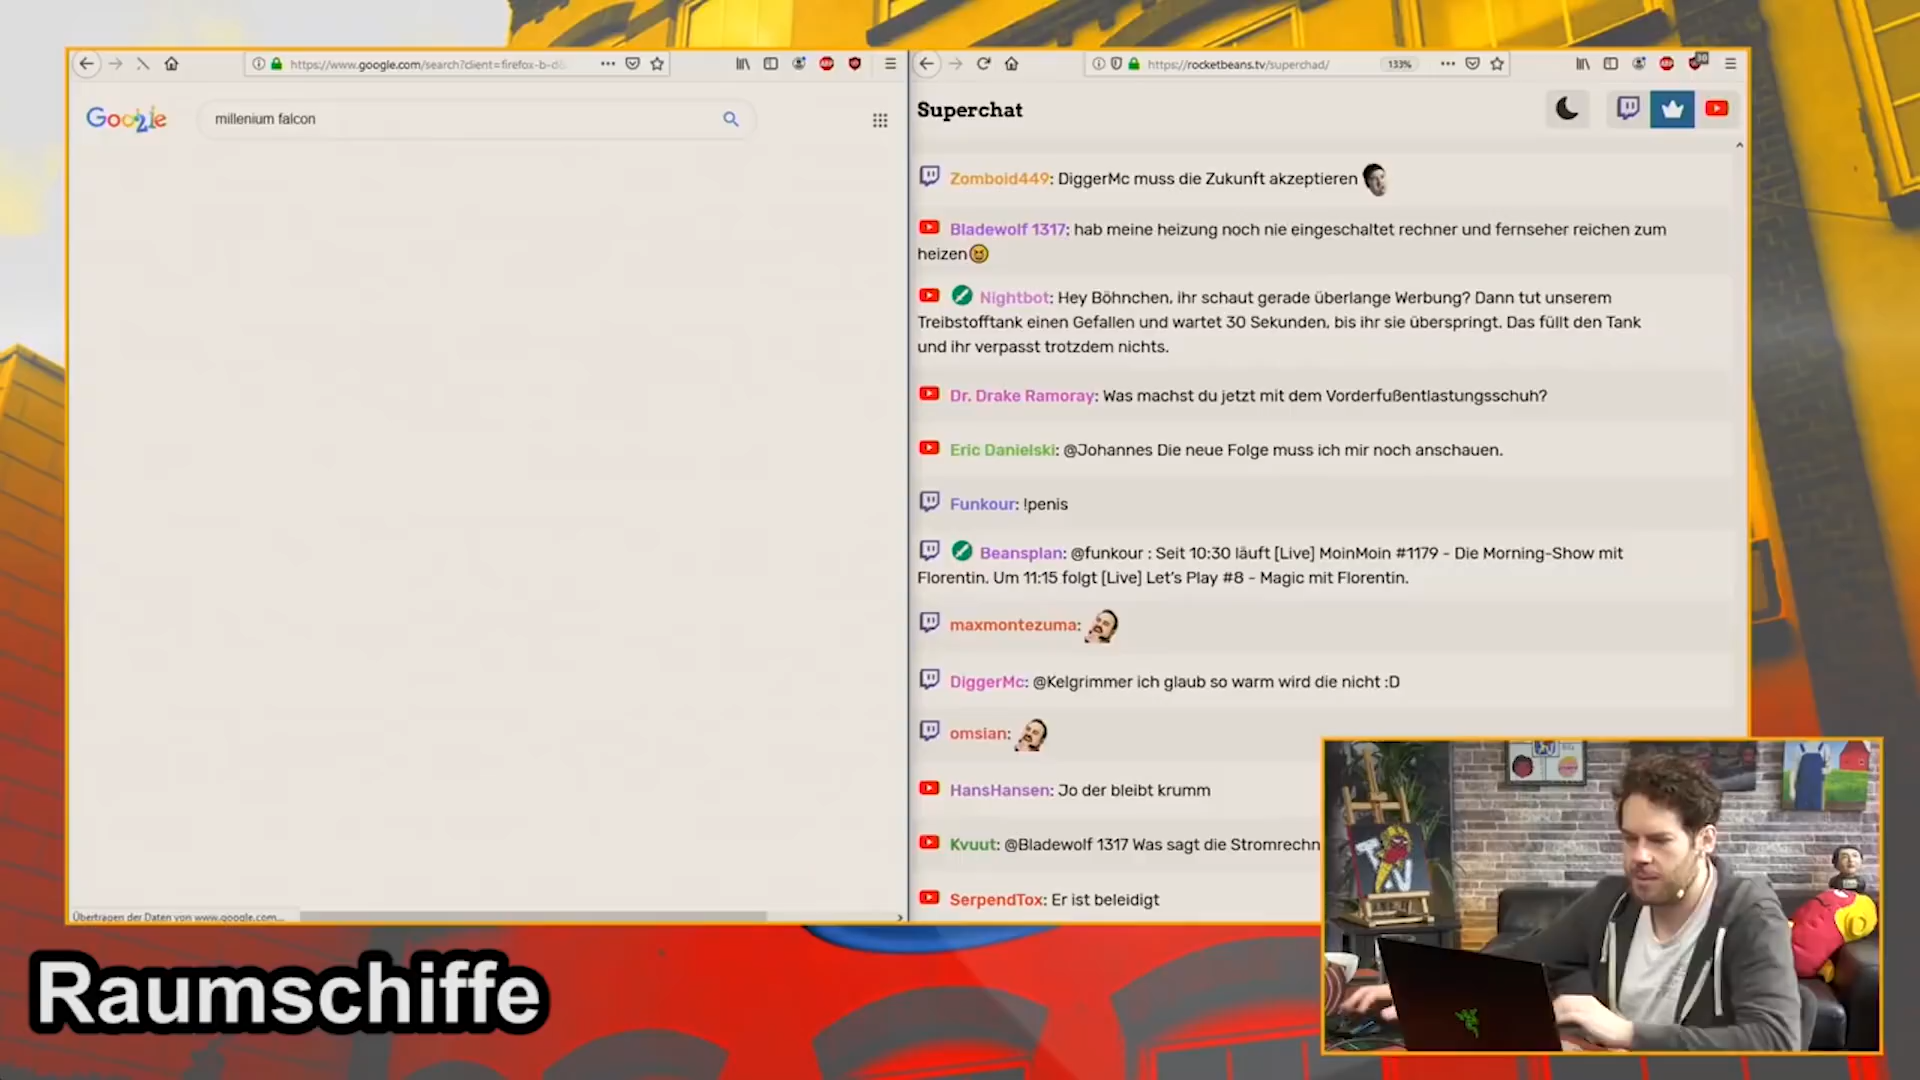 https://www.google.com/search?client=firefox-b-d
Google
millenium falcon
Übertragen der Daten von www.google.com...
https://rocketbeans.tv/superchad/
133%
Superchat
Zomboid449: DiggerMc muss die Zukunft akzeptieren
Bladewolf 1317: hab meine heizung noch nie eingeschaltet rechner und fernseher reichen zum
heizen
Nightbot: Hey Böhnchen, ihr schaut gerade überlange Werbung? Dann tut unserem
Treibstofftank einen Gefallen und wartet 30 Sekunden, bis ihr sie überspringt. Das füllt den Tank
und ihr verpasst trotzdem nichts.
Dr. Drake Ramoray: Was machst du jetzt mit dem Vorderfußentlastungsschuh?
Eric Danielski: @Johannes Die neue Folge muss ich mir noch anschauen.
Funkour: !penis
Beansplan: @funkour : Seit 10:30 läuft [Live] MoinMoin #1179 - Die Morning-Show mit
Florentin. Um 11:15 folgt [Live] Let's Play #8 - Magic mit Florentin.
maxmontezuma:
DiggerMc: @Kelgrimmer ich glaub so warm wird die nicht :D
omsian:
HansHansen: Jo der bleibt krumm
Kvuut: @Bladewolf 1317 Was sagt die Stromrechn
SerpendTox: Er ist beleidigt
Raumschiffe